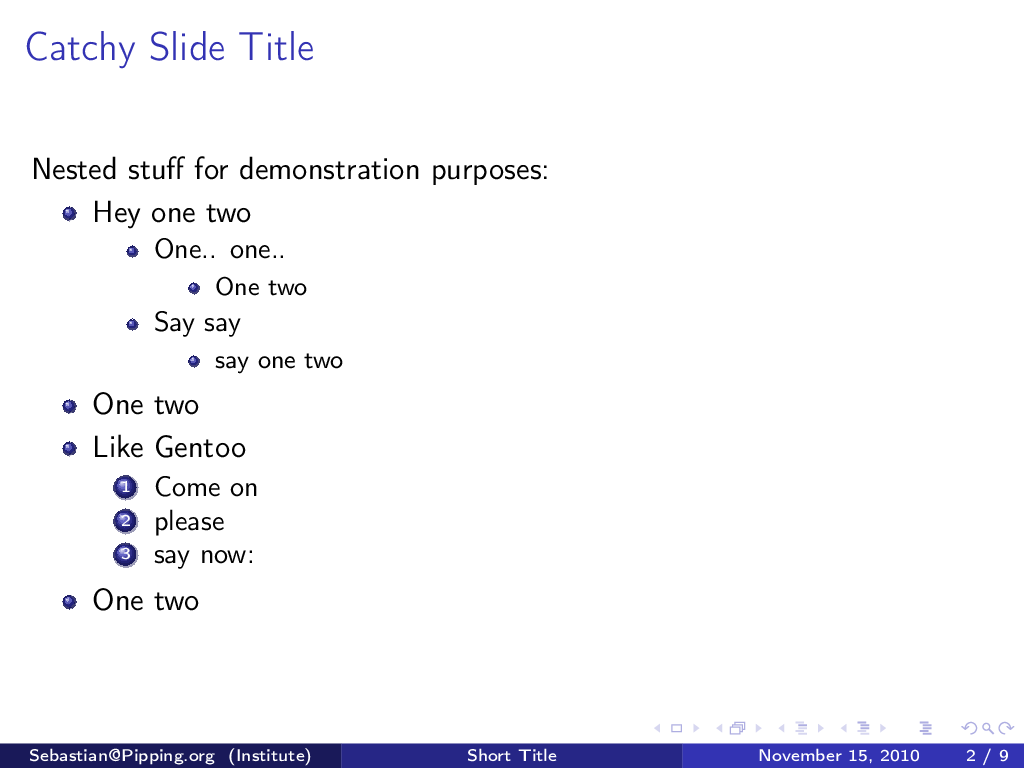 Catchy Slide Title
Nested stuff for demonstration purposes:
Hey one two
One.. one..
One two
Say say
say one two
One two
Like Gentoo
1 Come on
2 please
3 say now:
One two
Sebastian@Pipping.org (Institute) Short Title November 15, 2010 2 / 9